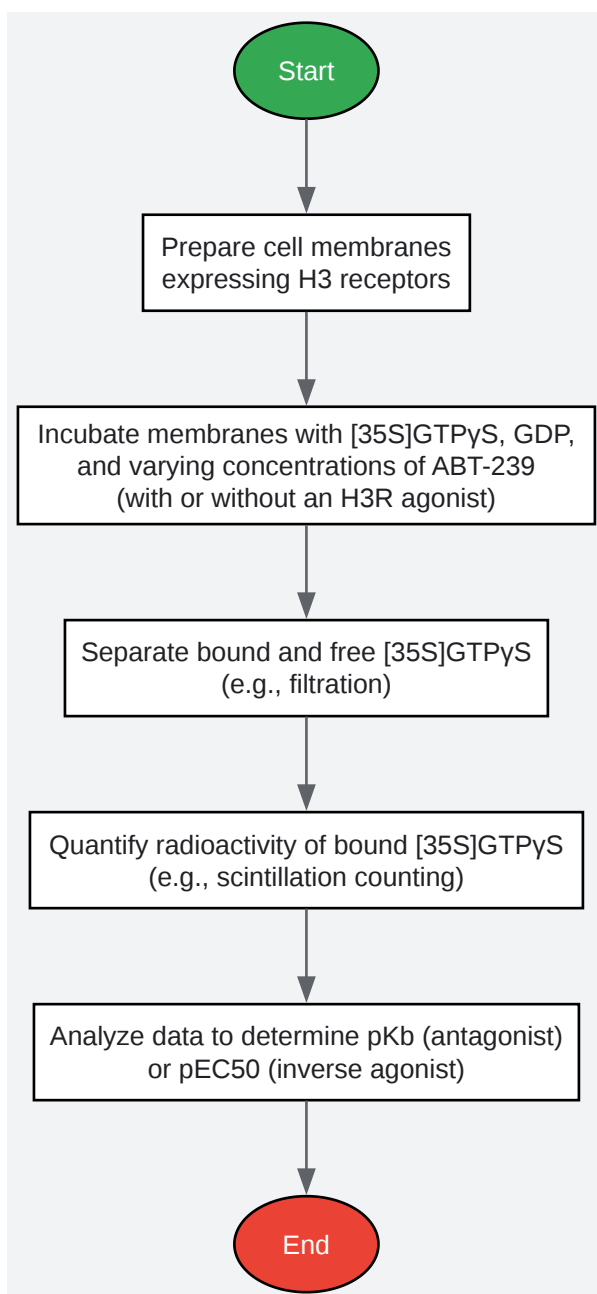 Start
Prepare cell membranes
expressing H3 receptors
Incubate membranes with [35S]GTPγS, GDP,
and varying concentrations of ABT-239
(with or without an H3R agonist)
Separate bound and free [35S]GTPγS
(e.g., filtration)
Quantify radioactivity of bound [35S]GTPγS
(e.g., scintillation counting)
Analyze data to determine pKb (antagonist)
or pEC50 (inverse agonist)
End